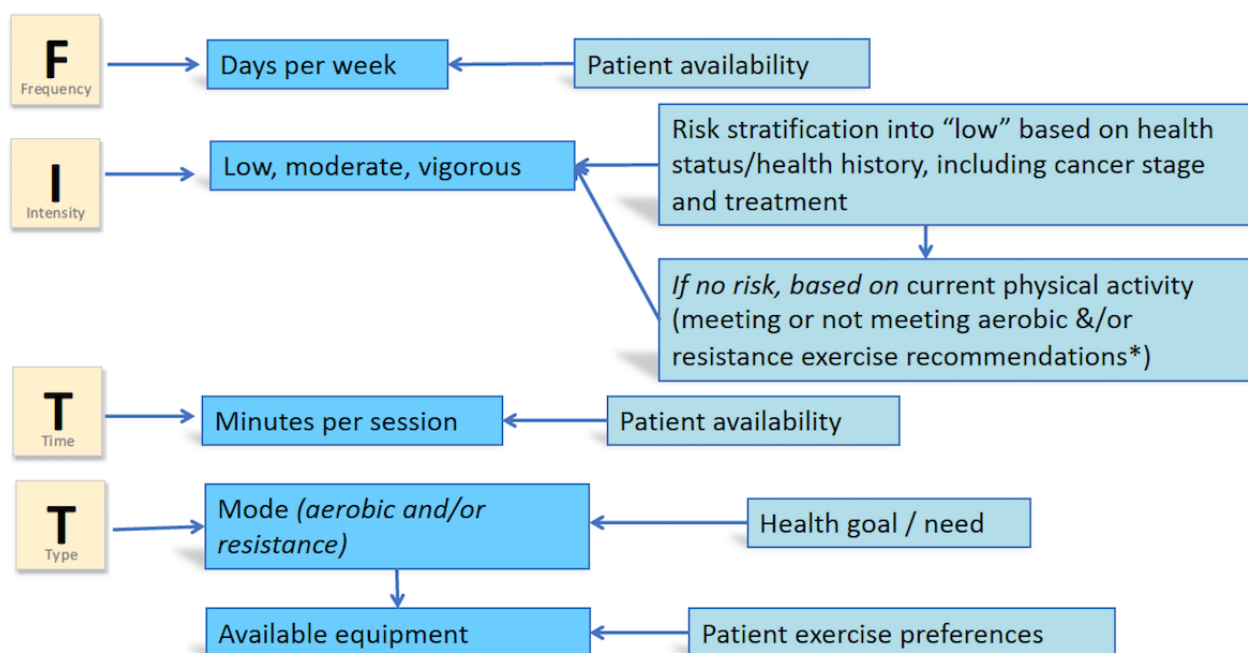 F
Frequency
Days per week
Patient availability
I
Intensity
Low, moderate, vigorous
Risk stratification into “low” based on health
status/health history, including cancer stage
and treatment
If no risk, based on current physical activity
(meeting or not meeting aerobic &/or
resistance exercise recommendations*)
T
Time
Minutes per session
Patient availability
T
Type
Mode (aerobic and/or
resistance)
Health goal / need
Available equipment
Patient exercise preferences